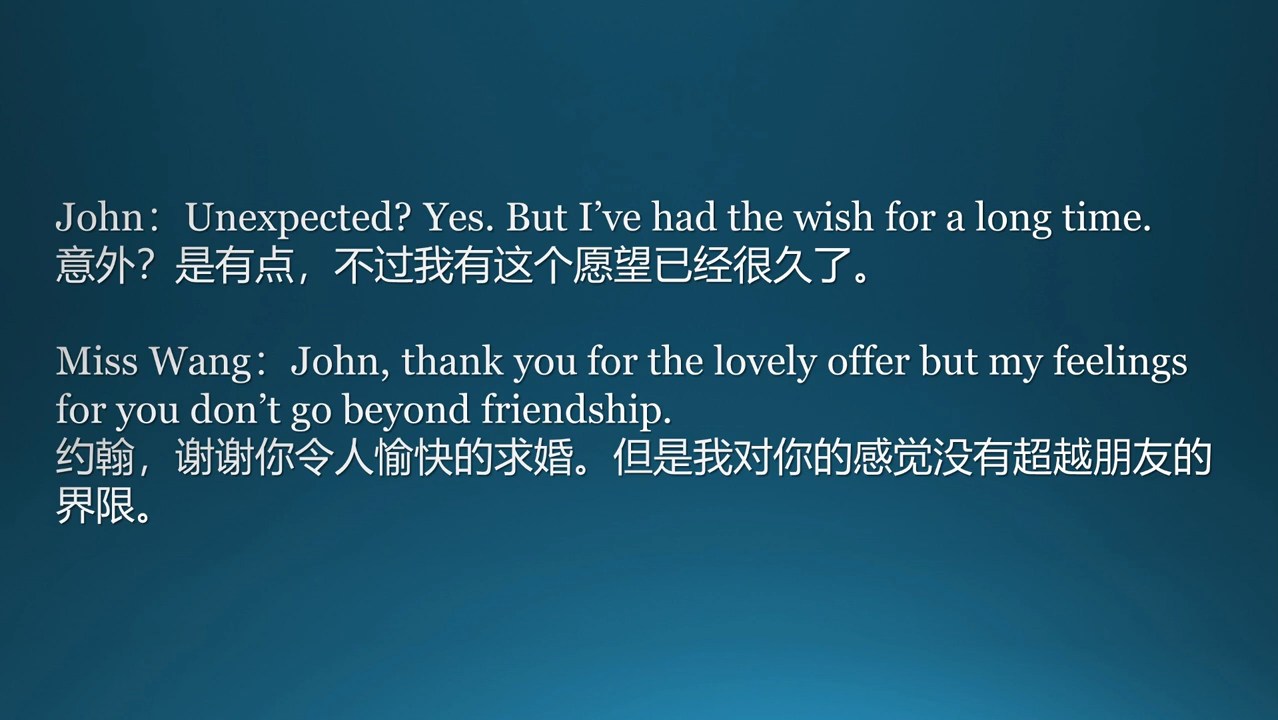 John：Unexpected? Yes. But I’ve had the wish for a long time.
意外？是有点，不过我有这个愿望已经很久了。
Miss Wang：John, thank you for the lovely offer but my feelings
for you don’t go beyond friendship.
约翰，谢谢你令人愉快的求婚。但是我对你的感觉没有超越朋友的
界限。